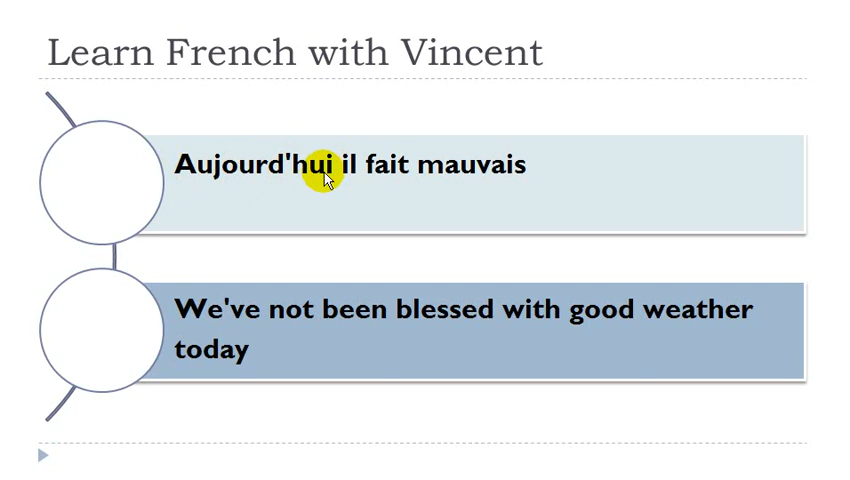 Learn French with Vincent
Aujourd'hui il fait mauvais
We've not been blessed with good weather
today